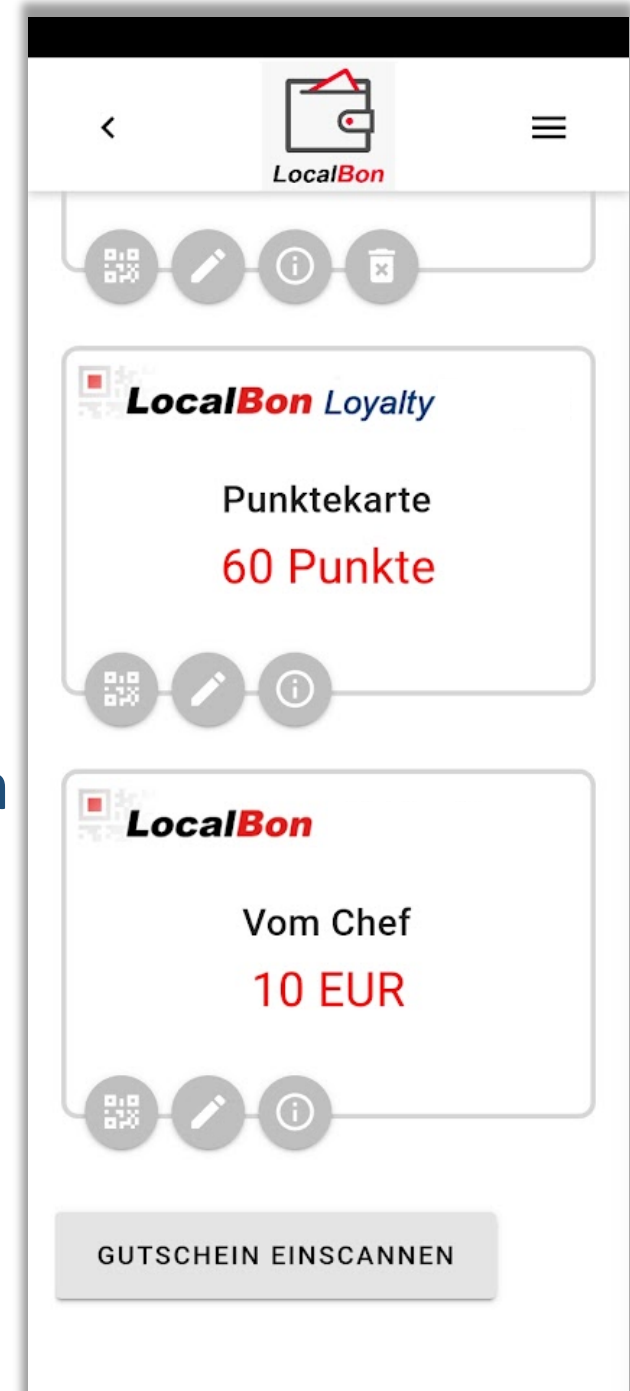 LocalBon
LocalBon Loyalty
Punktekarte
60 Punkte
LocalBon
Vom Chef
10 EUR
GUTSCHEIN EINSCANNEN